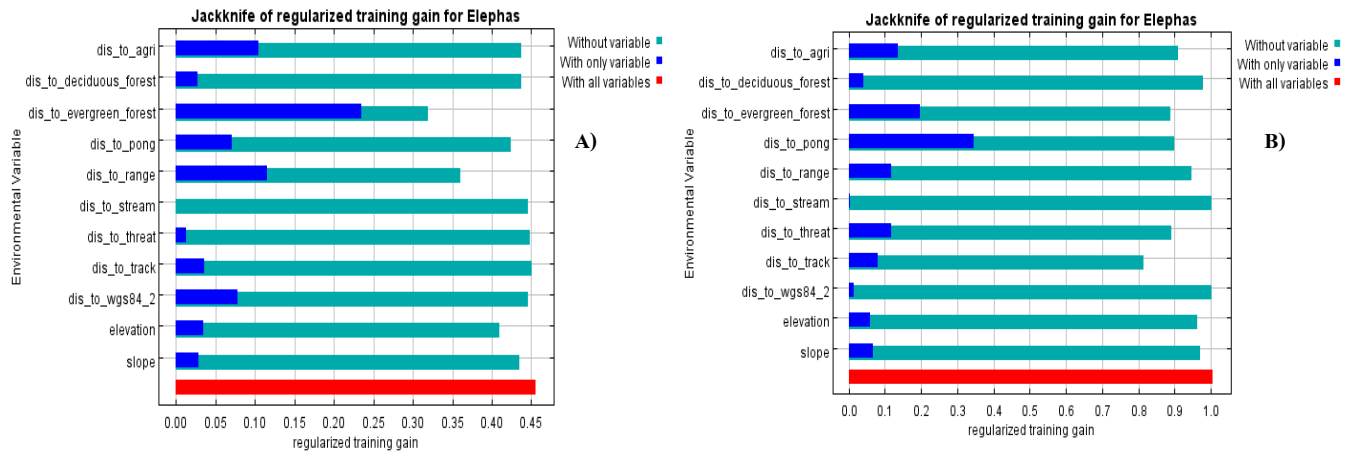 Jackknife of regularized training gain for Elephas
Environmental Variable
dis_to_agri
dis_to_deciduous_forest
dis_to_evergreen_forest
dis_to_pong
dis_to_range
dis_to_stream
dis_to_threat
dis_to_track
dis_to_wgs84_2
elevation
slope
0.00 0.05 0.10 0.15 0.20 0.25 0.30 0.35 0.40 0.45
regularized training gain
Without variable
With only variable
With all variables
A)
Jackknife of regularized training gain for Elephas
Environmental Variable
dis_to_agri
dis_to_deciduous_forest
dis_to_evergreen_forest
dis_to_pong
dis_to_range
dis_to_stream
dis_to_threat
dis_to_track
dis_to_wgs84_2
elevation
slope
0.0 0.1 0.2 0.3 0.4 0.5 0.6 0.7 0.8 0.9 1.0
regularized training gain
Without variable
With only variable
With all variables
B)